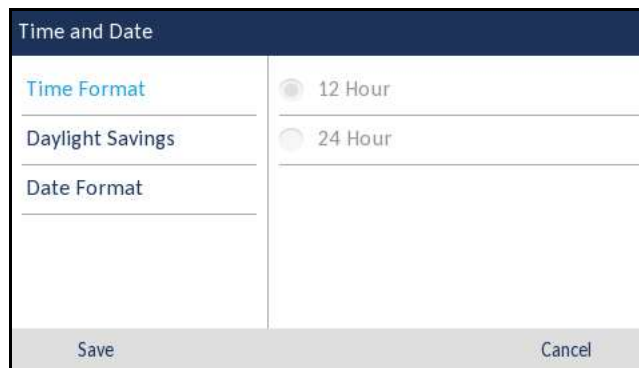 Time and Date
Time Format
12 Hour
Daylight Savings
24 Hour
Date Format
Save
Cancel